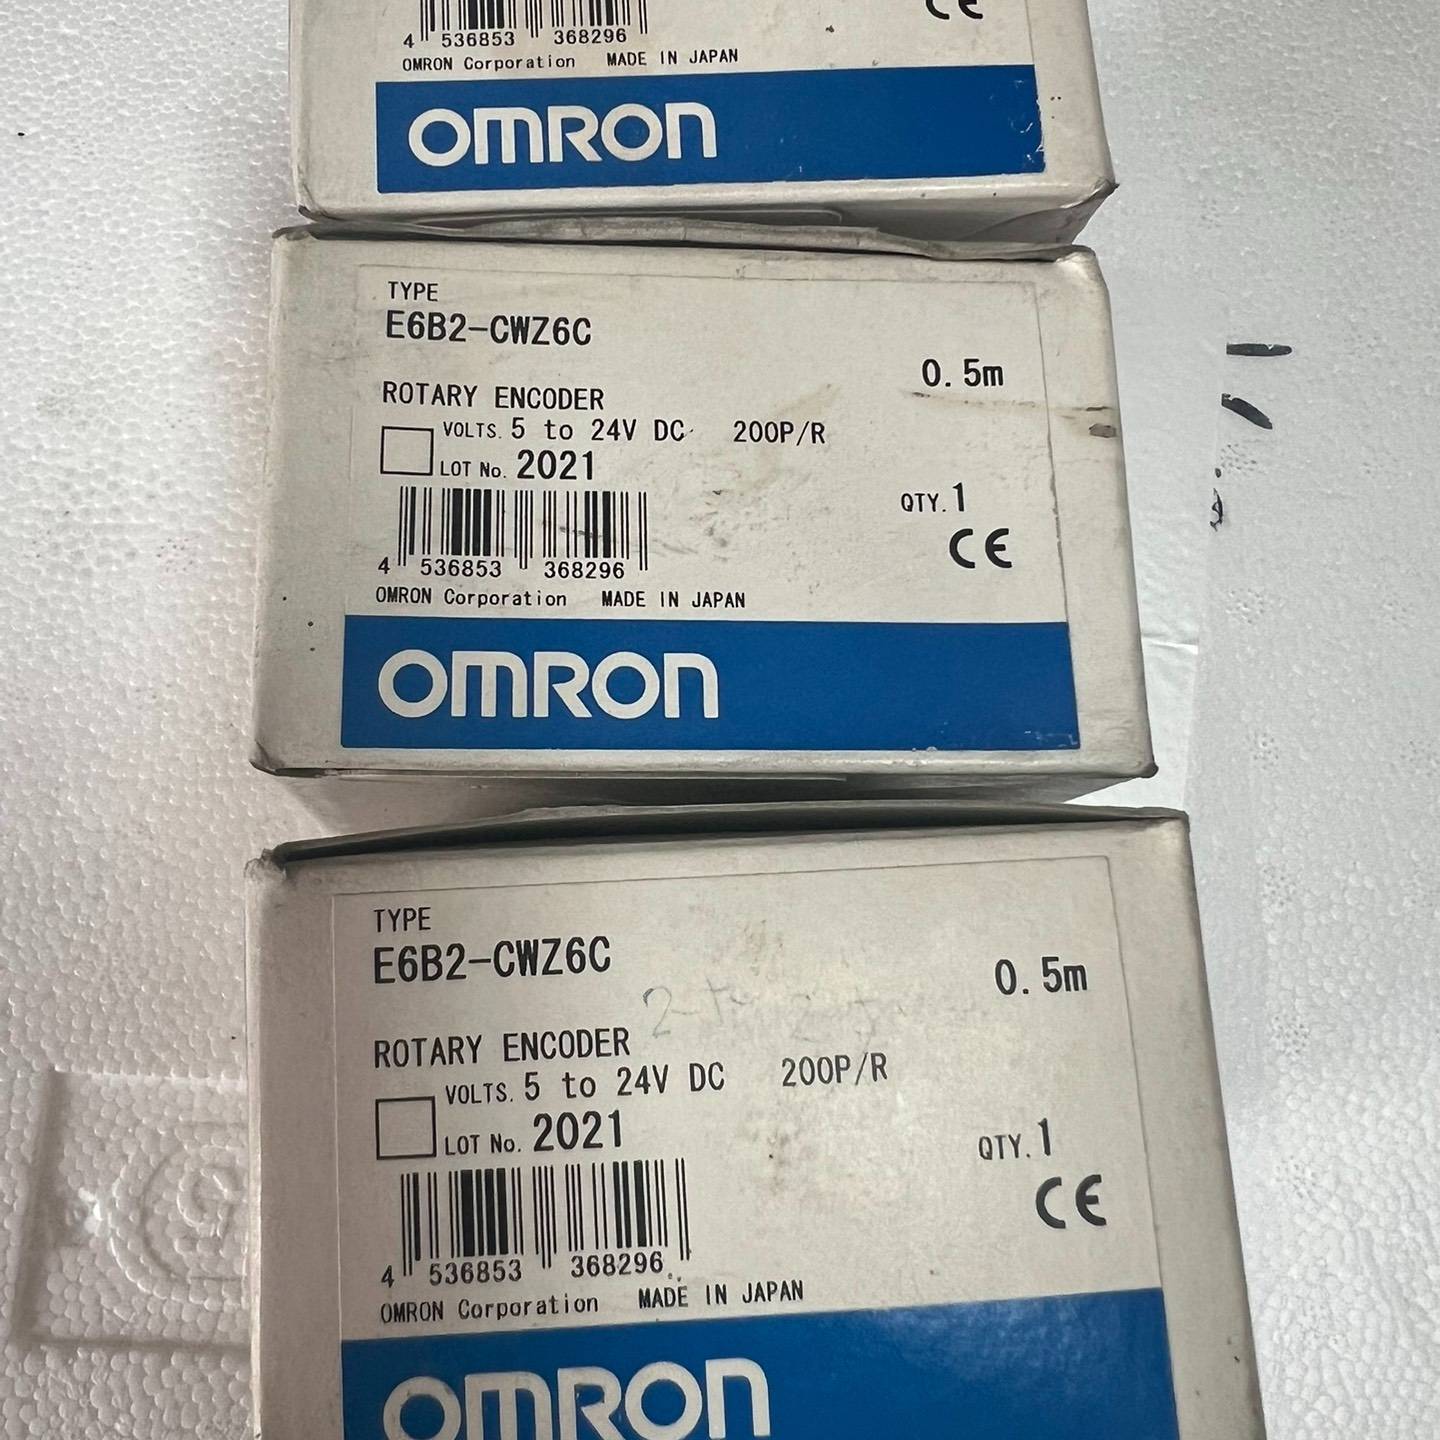 CE
4 536853 368296
OMRON Corporation MADE IN JAPAN
OMRON
TYPE
E6B2-CWZ6C
0.5m
ROTARY ENCODER
VOLTS. 5 to 24V DC 200P/R
LOT No. 2021
QTY. 1
CE
4 536853 368296
OMRON Corporation MADE IN JAPAN
OMRON
TYPE
E6B2-CWZ6C
0.5m
ROTARY ENCODER
VOLTS. 5 to 24V DC 200P/R
LOT No. 2021
QTY. 1
CE
4 536853 368296
OMRON Corporation MADE IN JAPAN
OMRON